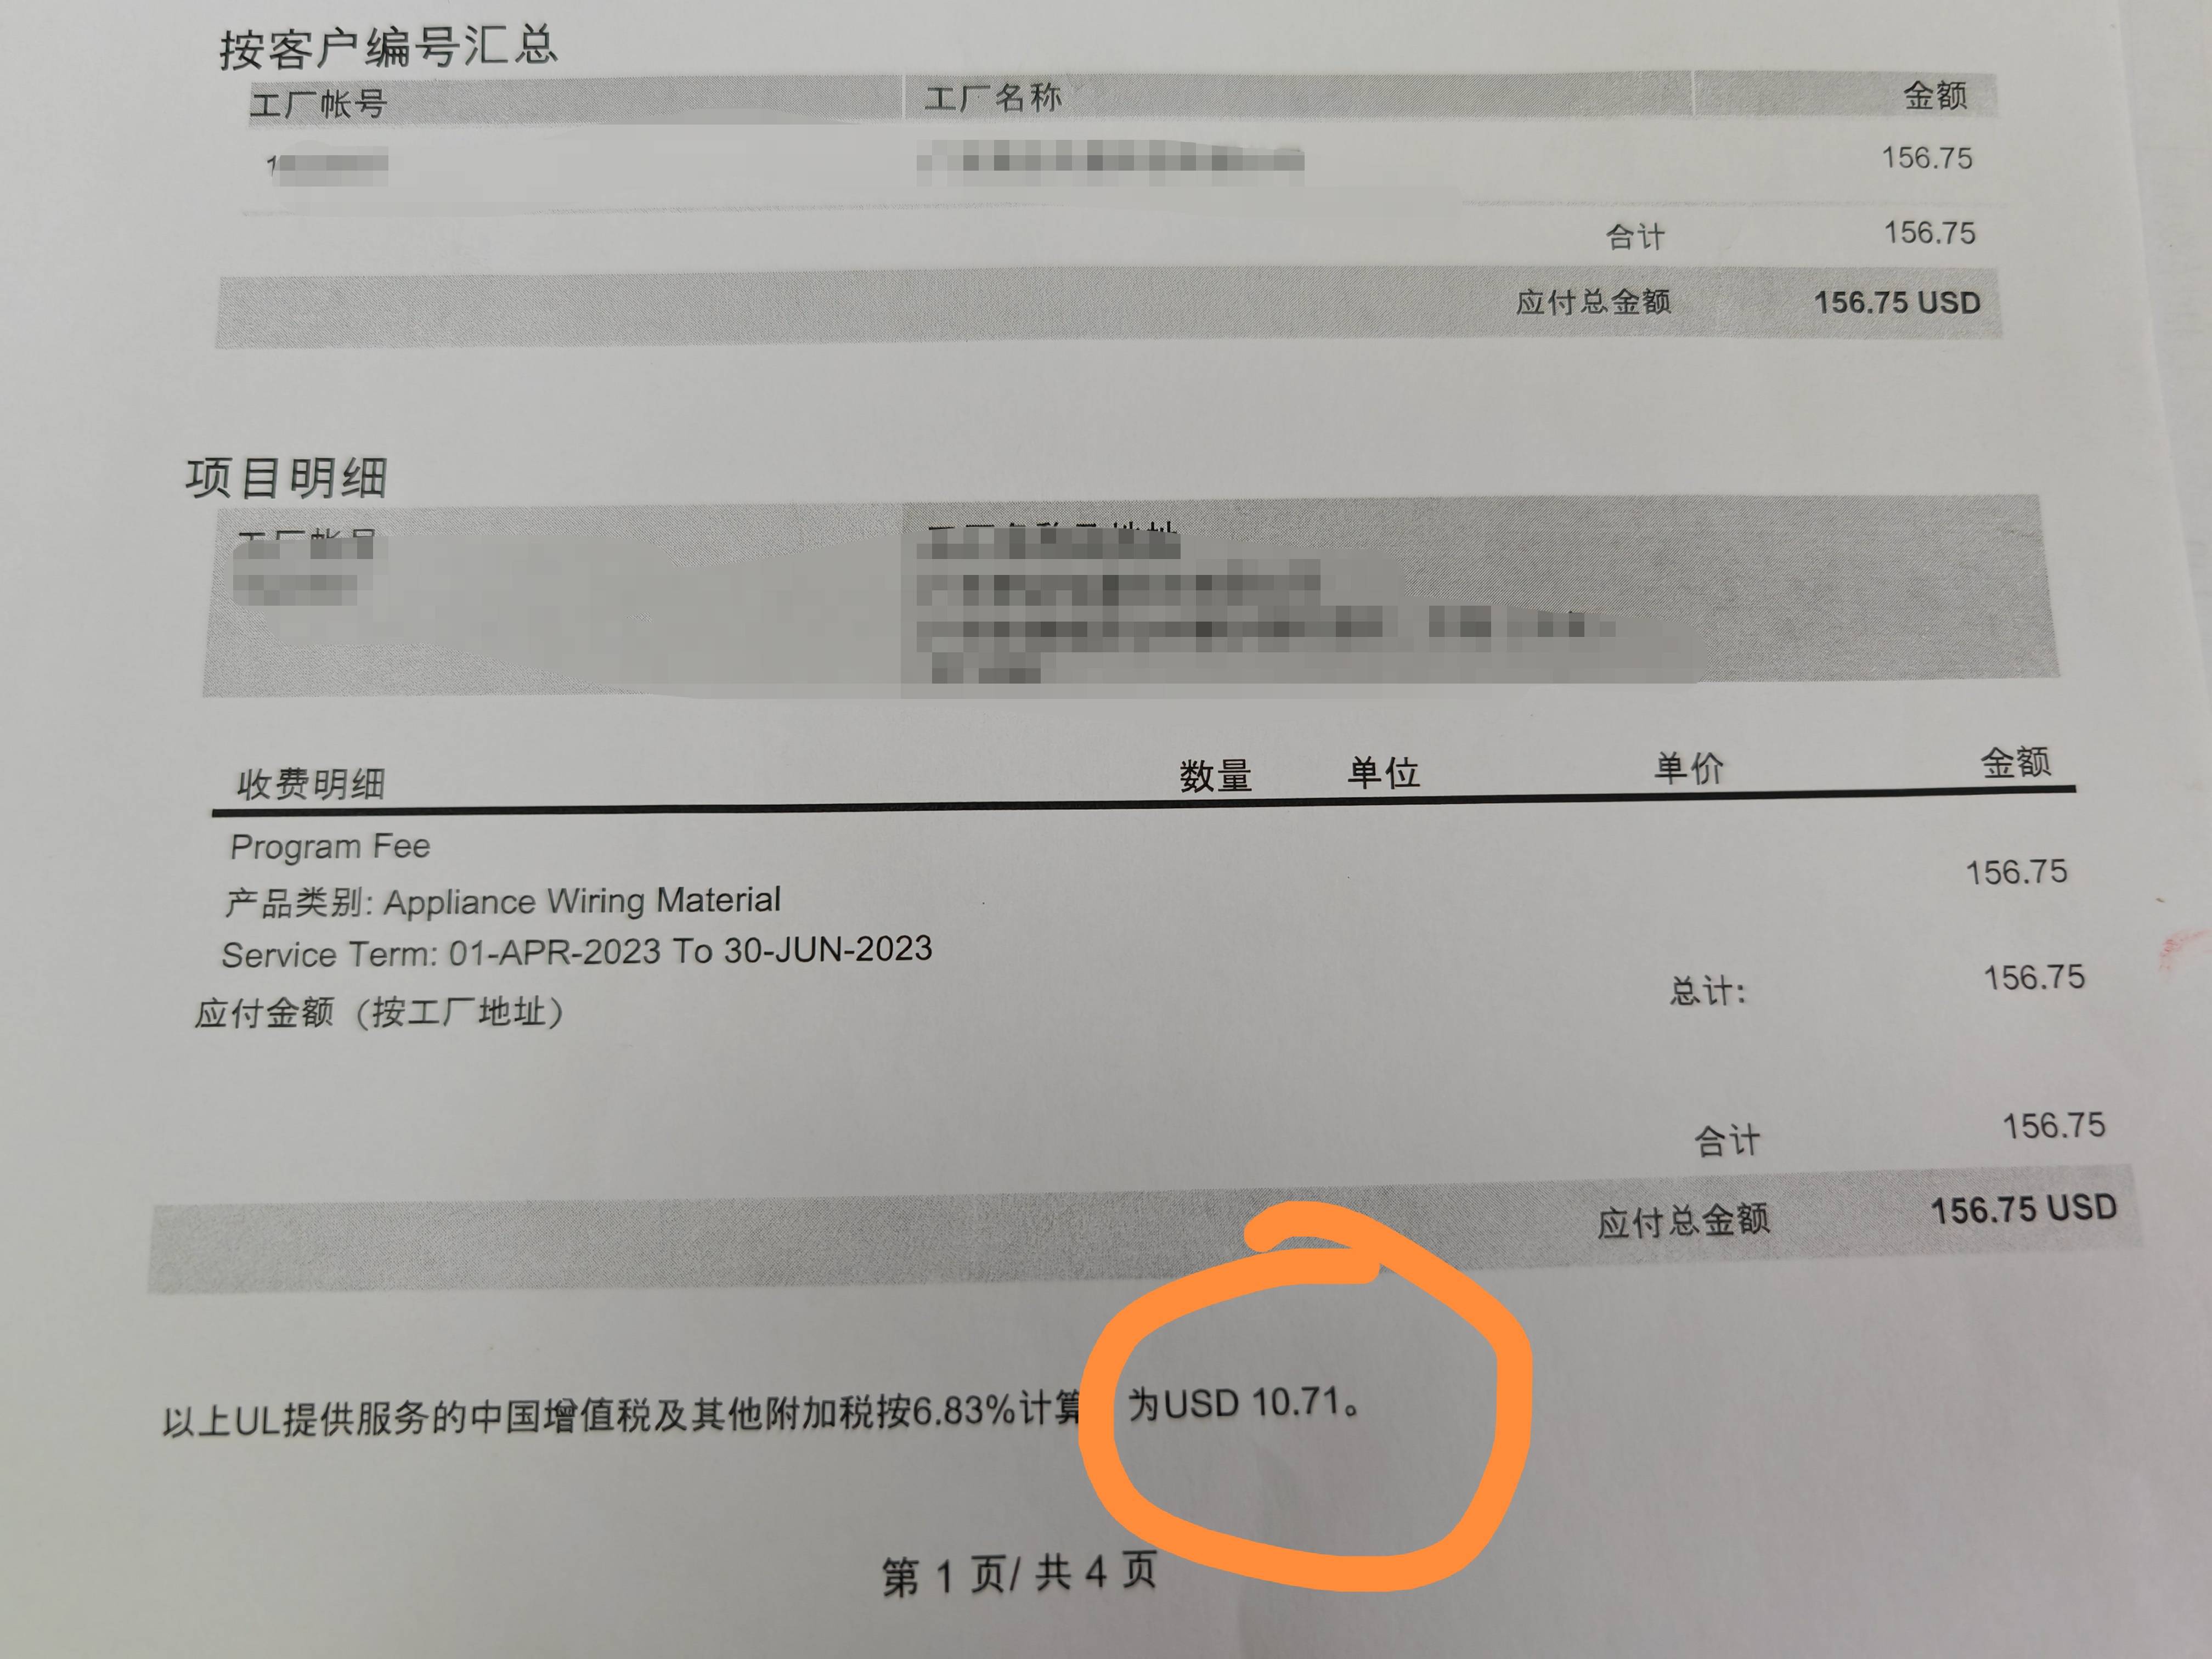 按客户编号汇总
工厂帐号 工厂名称 金额
156.75
合计 156.75
应付总金额 156.75 USD
项目明细
工厂帐号
收费明细 数量 单位 单价 金额
Program Fee
156.75
产品类别: Appliance Wiring Material
Service Term: 01-APR-2023 To 30-JUN-2023
总计: 156.75
应付金额（按工厂地址）
合计 156.75
应付总金额 156.75 USD
以上UL提供服务的中国增值税及其他附加税按6.83%计算 为USD 10.71。
第 1 页/ 共 4 页